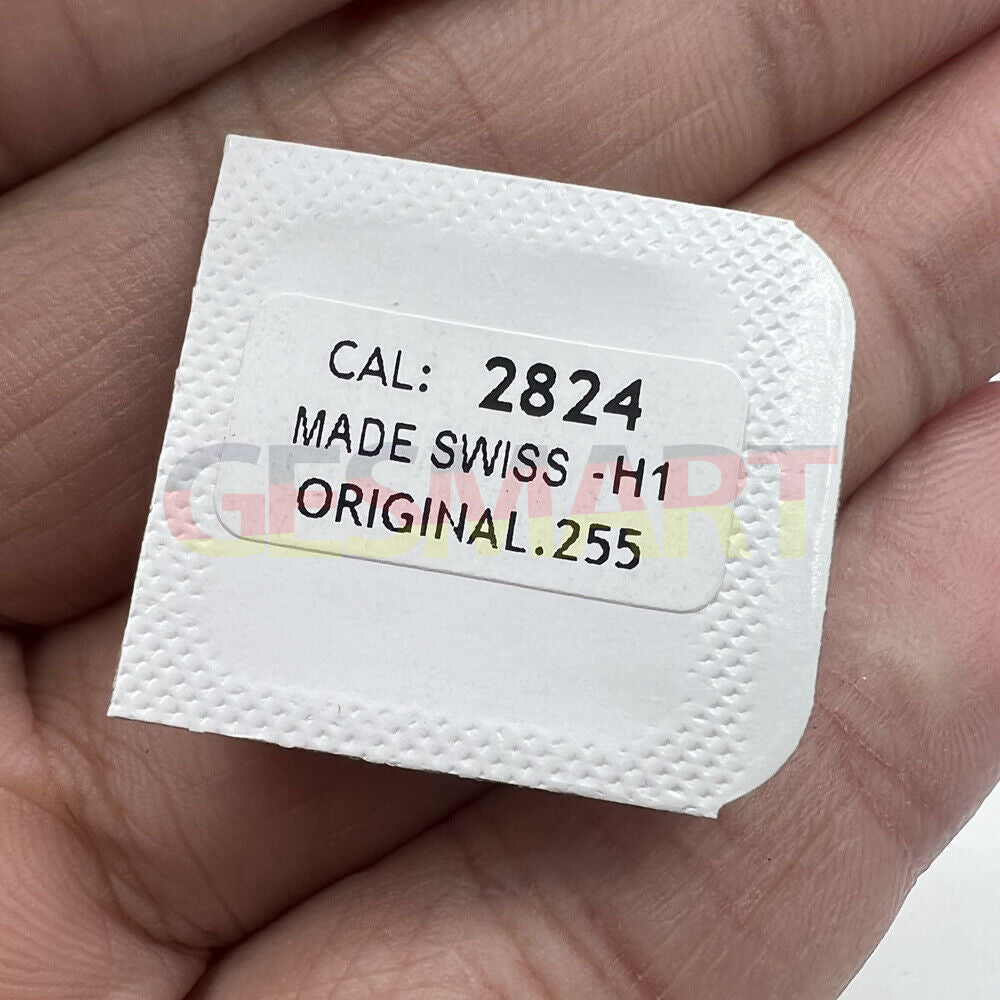 CAL: 2824
MADE SWISS -H1
ORIGINAL.255
GESMART